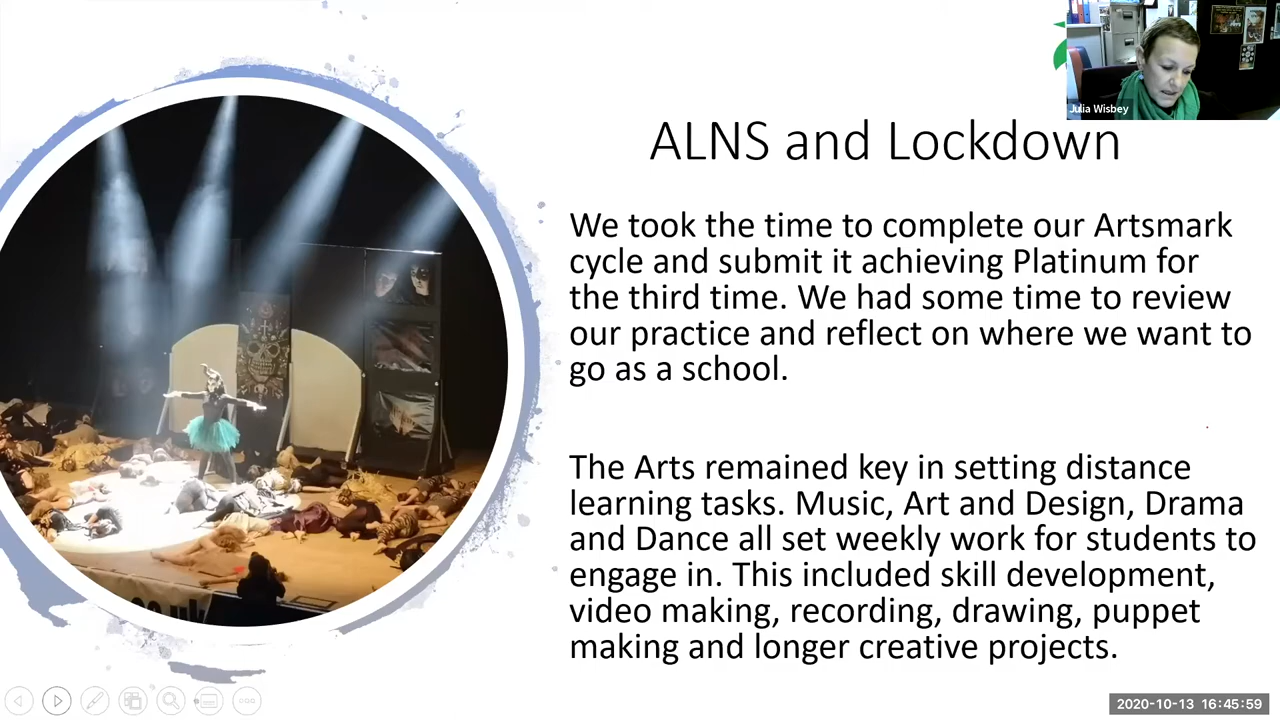 Julia Wisbey
ALNS and Lockdown
We took the time to complete our Artsmark
cycle and submit it achieving Platinum for
the third time. We had some time to review
our practice and reflect on where we want to
go as a school.
The Arts remained key in setting distance
learning tasks. Music, Art and Design, Drama
and Dance all set weekly work for students to
engage in. This included skill development,
video making, recording, drawing, puppet
making and longer creative projects.
2020-10-13 16:45:59